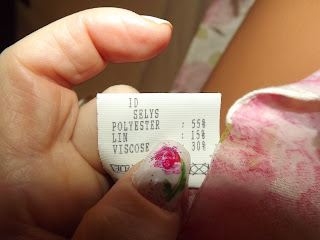 ID
SELYS
POLYESTER : 55%
LIN : 15%
VISCOSE : 30%